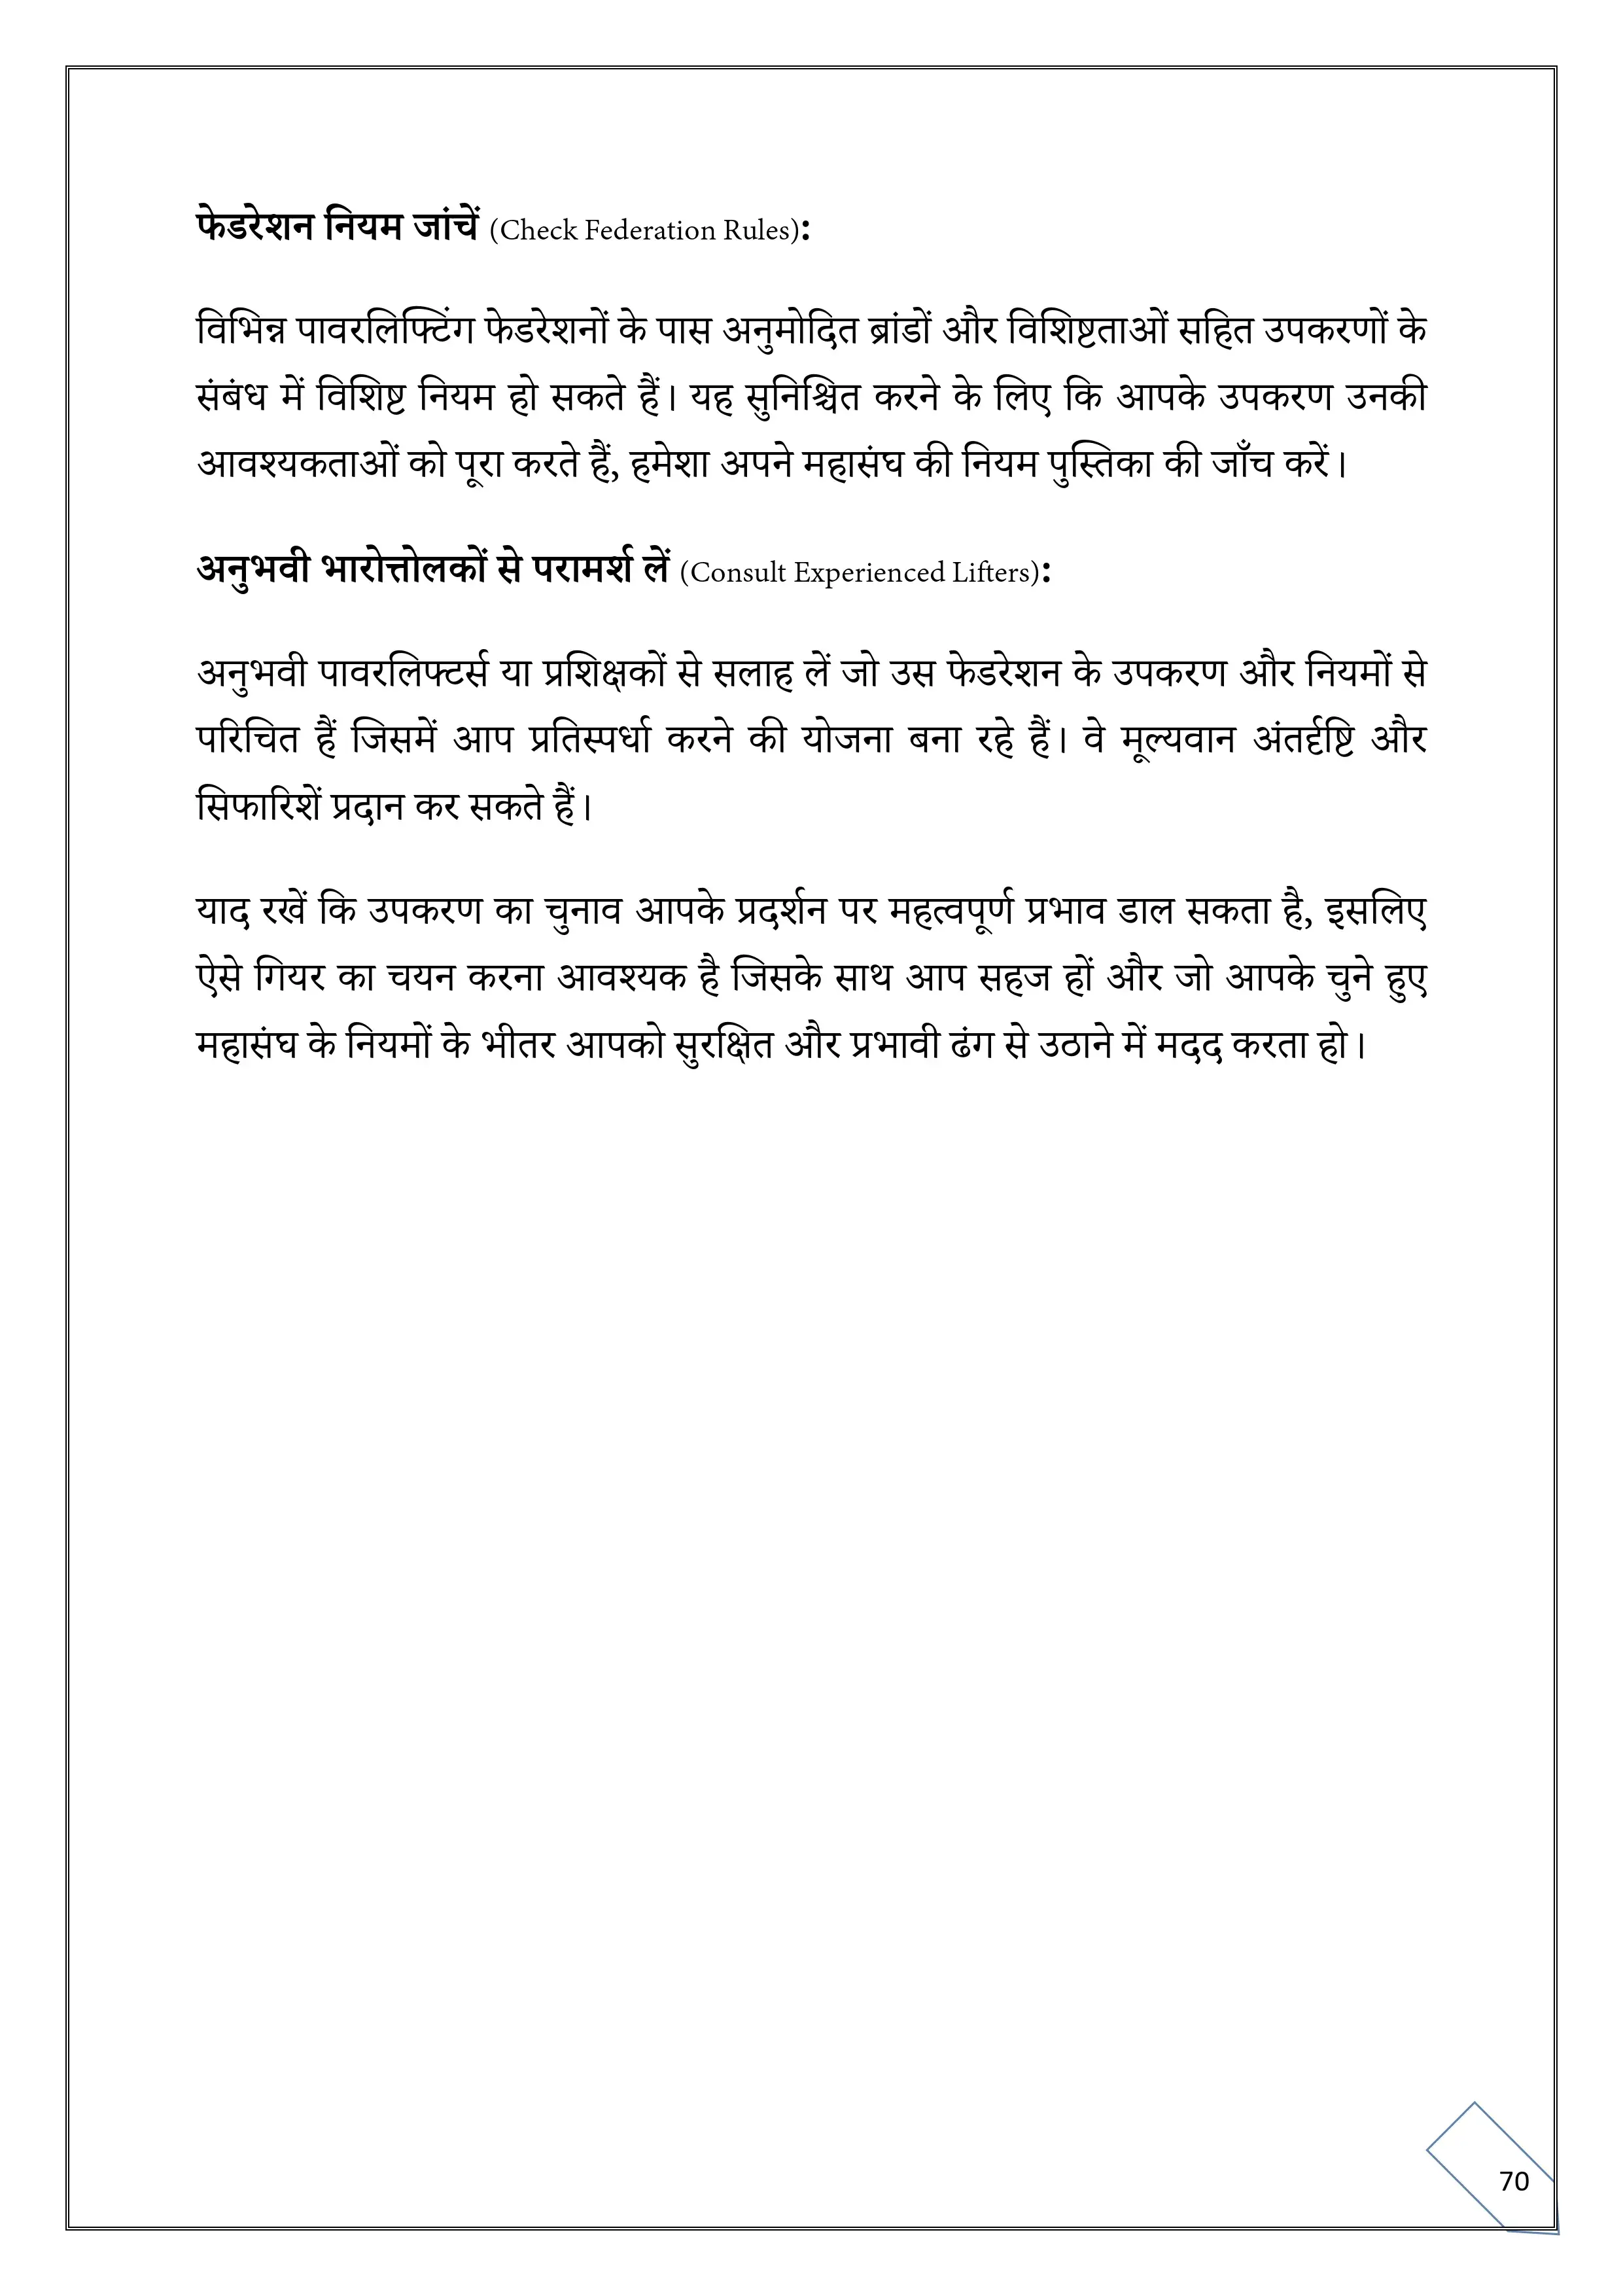 फेडरेशन नियम जांचें (Check Federation Rules):
विभिन्न पावरलिफ्टिंग फेडरेशनों के पास अनुमोदित ब्रांडों और विशिष्टताओं सहित उपकरणों के
संबंध में विशिष्ट नियम हो सकते हैं। यह सुनिश्चित करने के लिए कि आपके उपकरण उनकी
आवश्यकताओं को पूरा करते हैं, हमेशा अपने महासंघ की नियम पुस्तिका की जाँच करें।
अनुभवी भारोत्तोलकों से परामर्श लें (Consult Experienced Lifters):
अनुभवी पावरलिफ्टर्स या प्रशिक्षकों से सलाह लें जो उस फेडरेशन के उपकरण और नियमों से
परिचित हैं जिसमें आप प्रतिस्पर्धा करने की योजना बना रहे हैं। वे मूल्यवान अंतर्दृष्टि और
सिफारिशें प्रदान कर सकते हैं।
याद रखें कि उपकरण का चुनाव आपके प्रदर्शन पर महत्वपूर्ण प्रभाव डाल सकता है, इसलिए
ऐसे गियर का चयन करना आवश्यक है जिसके साथ आप सहज हों और जो आपके चुने हुए
महासंघ के नियमों के भीतर आपको सुरक्षित और प्रभावी ढंग से उठाने में मदद करता हो।
70